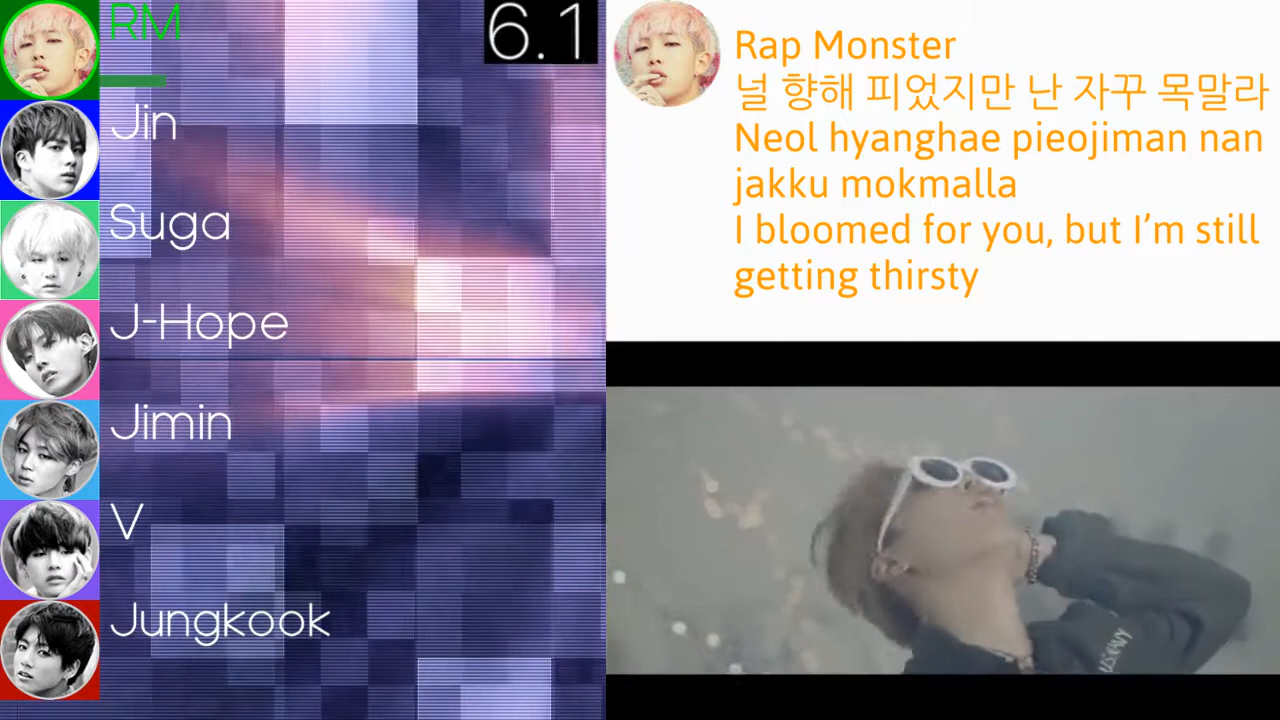 RM
Jin
Suga
J-Hope
Jimin
V
Jungkook
6.1
Rap Monster
널 향해 피었지만 난 자꾸 목말라
Neol hyanghae pieojiman nan
jakku mokmalla
I bloomed for you, but I’m still
getting thirsty